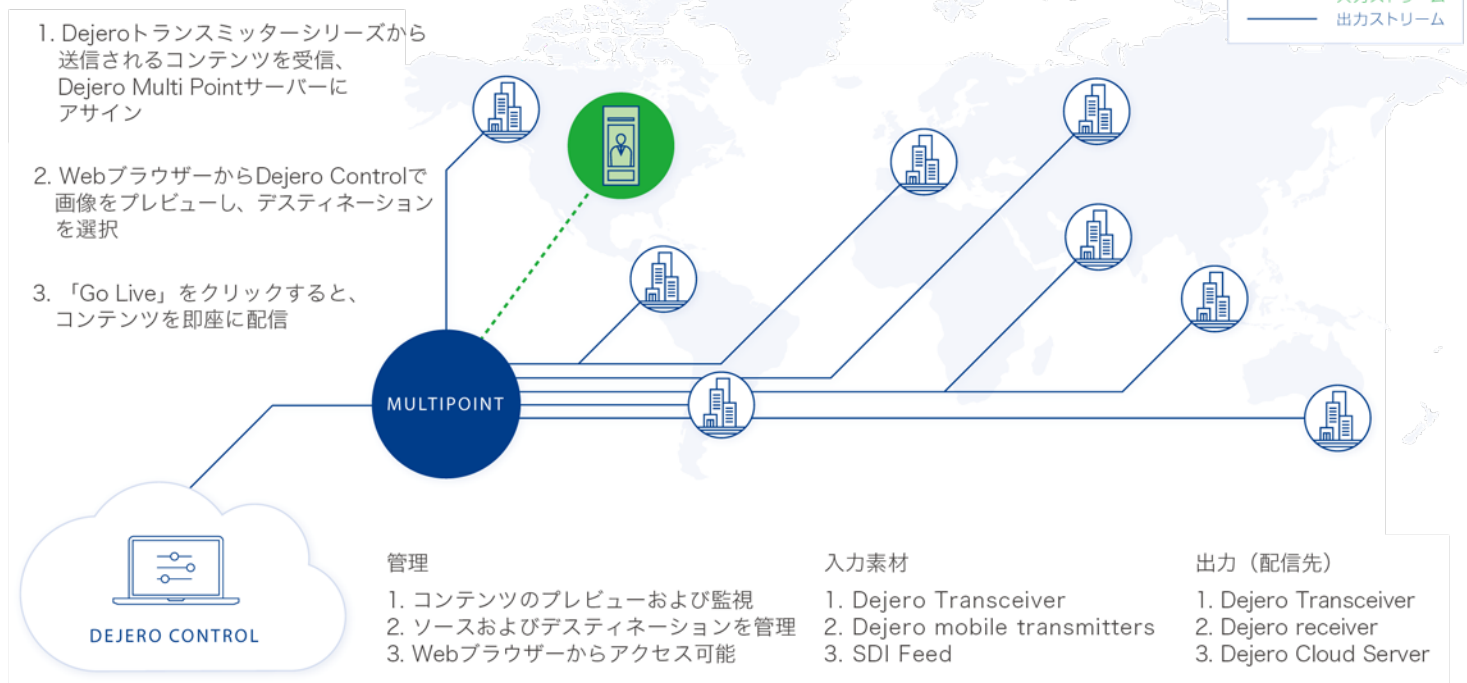 出力ストリーム
1. Dejeroトランスミッターシリーズから
送信されるコンテンツを受信、
Dejero Multi Pointサーバーに
アサイン
2. WebブラウザーからDejero Controlで
画像をプレビューし、デスティネーション
を選択
3. 「Go Live」をクリックすると、
コンテンツを即座に配信
MULTIPOINT
DEJERO CONTROL
管理
1. コンテンツのプレビューおよび監視
2. ソースおよびデスティネーションを管理
3. Webブラウザーからアクセス可能
入力素材
1. Dejero Transceiver
2. Dejero mobile transmitters
3. SDI Feed
出力（配信先）
1. Dejero Transceiver
2. Dejero receiver
3. Dejero Cloud Server